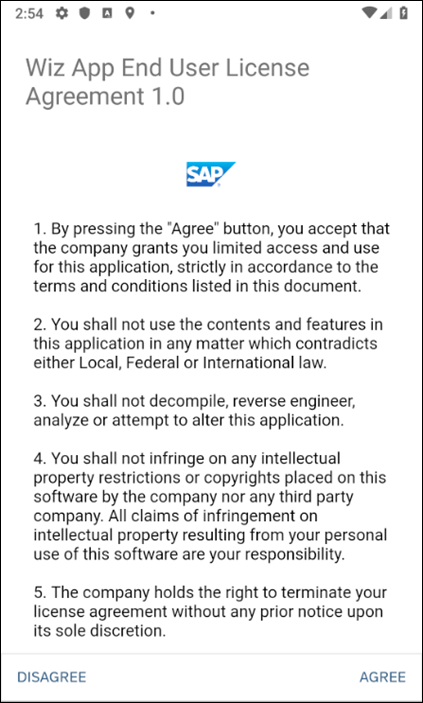 2:54
Wiz App End User License
Agreement 1.0
SAP
1. By pressing the "Agree" button, you accept that
the company grants you limited access and use
for this application, strictly in accordance to the
terms and conditions listed in this document.
2. You shall not use the contents and features in
this application in any matter which contradicts
either Local, Federal or International law.
3. You shall not decompile, reverse engineer,
analyze or attempt to alter this application.
4. You shall not infringe on any intellectual
property restrictions or copyrights placed on this
software by the company nor any third party
company. All claims of infringement on
intellectual property resulting from your personal
use of this software are your responsibility.
5. The company holds the right to terminate your
license agreement without any prior notice upon
its sole discretion.
DISAGREE AGREE